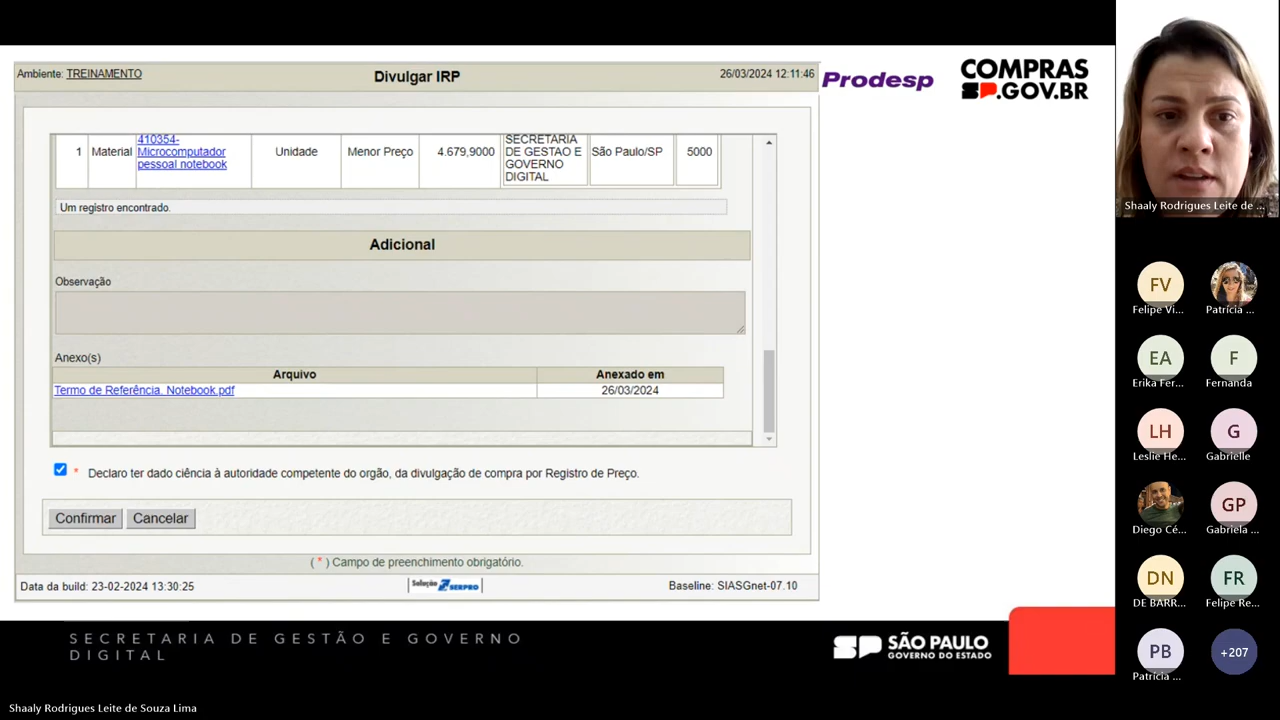 Ambiente: TREINAMENTO
Divulgar IRP
26/03/2024 12:11:46
Prodesp
COMPRAS
SP.GOV.BR
1
Material
410354-
Microcomputador
pessoal notebook
Unidade
Menor Preço
4.679,9000
SECRETARIA
DE GESTAO E
GOVERNO
DIGITAL
São Paulo/SP
5000
Um registro encontrado.
Adicional
Observação
Anexo(s)
Arquivo
Anexado em
Termo de Referência. Notebook.pdf
26/03/2024
* Declaro ter dado ciência à autoridade competente do orgão, da divulgação de compra por Registro de Preço.
Confirmar
Cancelar
( * ) Campo de preenchimento obrigatório.
Data da build: 23-02-2024 13:30:25
Solução SERPRO
Baseline: SIASGnet-07.10
SECRETARIA DE GESTÃO E GOVERNO
DIGITAL
SP
SÃO PAULO
GOVERNO DO ESTADO
Shaaly Rodrigues Leite de ...
FV
Felipe Vi...
Patrícia ...
EA
Erika Fer...
F
Fernanda
LH
Leslie He...
G
Gabrielle
Diego Cé...
GP
Gabriela ...
DN
DE BARR...
FR
Felipe Re...
PB
Patrícia ...
+207
Shaaly Rodrigues Leite de Souza Lima